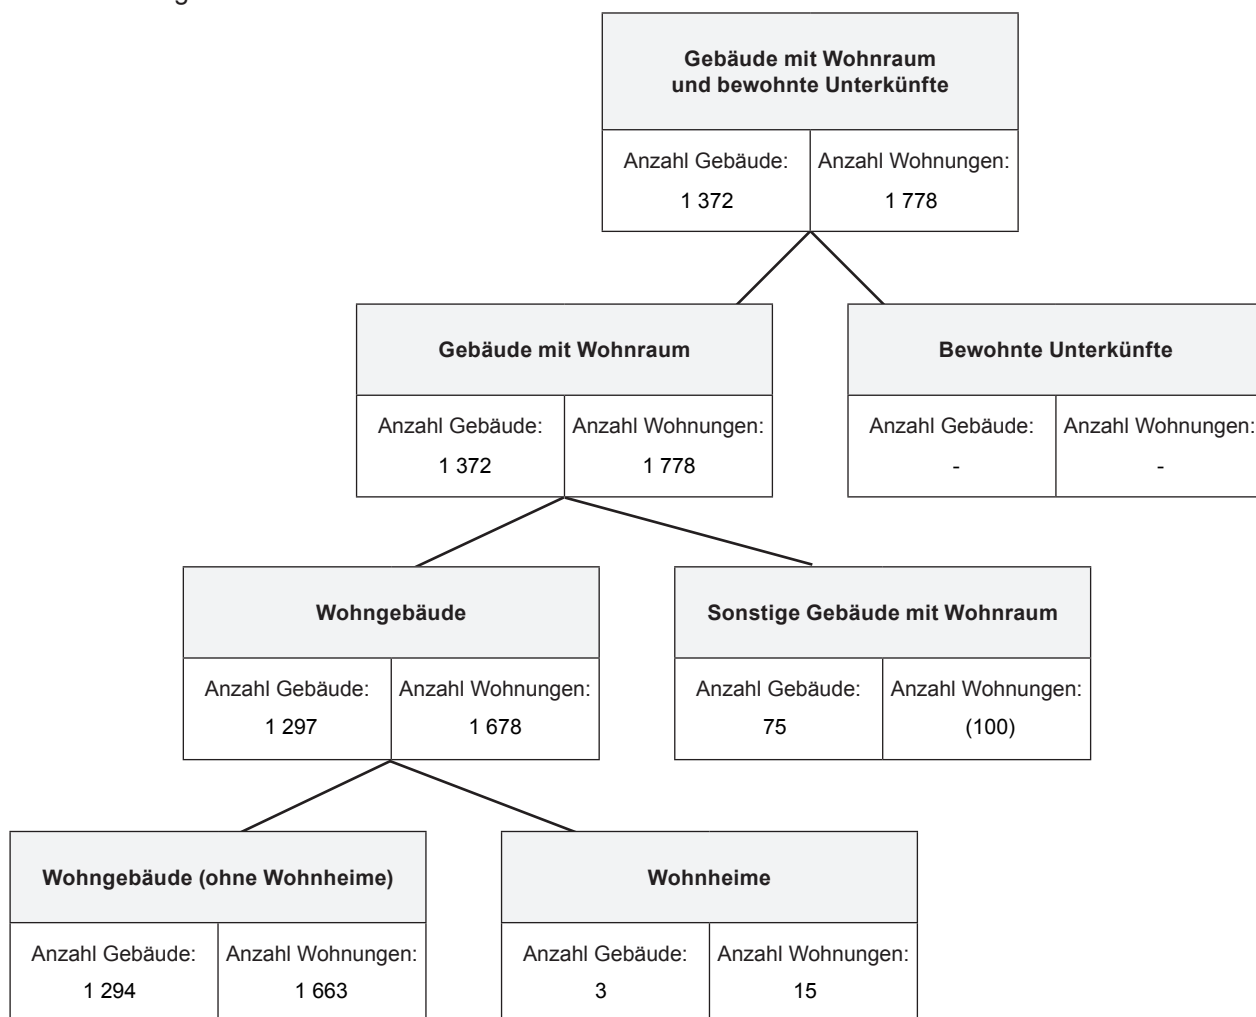 Gebäude mit Wohnraum
und bewohnte Unterkünfte
Anzahl Gebäude: Anzahl Wohnungen:
1 372 1 778
Gebäude mit Wohnraum Bewohnte Unterkünfte
Anzahl Gebäude: Anzahl Wohnungen: Anzahl Gebäude: Anzahl Wohnungen:
1 372 1 778 - -
Wohngebäude Sonstige Gebäude mit Wohnraum
Anzahl Gebäude: Anzahl Wohnungen: Anzahl Gebäude: Anzahl Wohnungen:
1 297 1 678 75 (100)
Wohngebäude (ohne Wohnheime) Wohnheime
Anzahl Gebäude: Anzahl Wohnungen: Anzahl Gebäude: Anzahl Wohnungen:
1 294 1 663 3 15